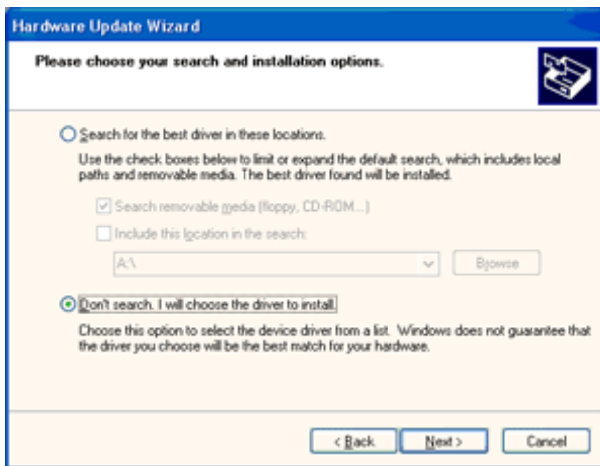 Hardware Update Wizard
Please choose your search and installation options.
Search for the best driver in these locations.
Use the check boxes below to limit or expand the default search, which includes local
paths and removable media. The best driver found will be installed.
Search removable media (floppy, CD-ROM...)
Include this location in the search:
A:\
Browse
Don't search. I will choose the driver to install.
Choose this option to select the device driver from a list. Windows does not guarantee that
the driver you choose will be the best match for your hardware.
< Back Next > Cancel